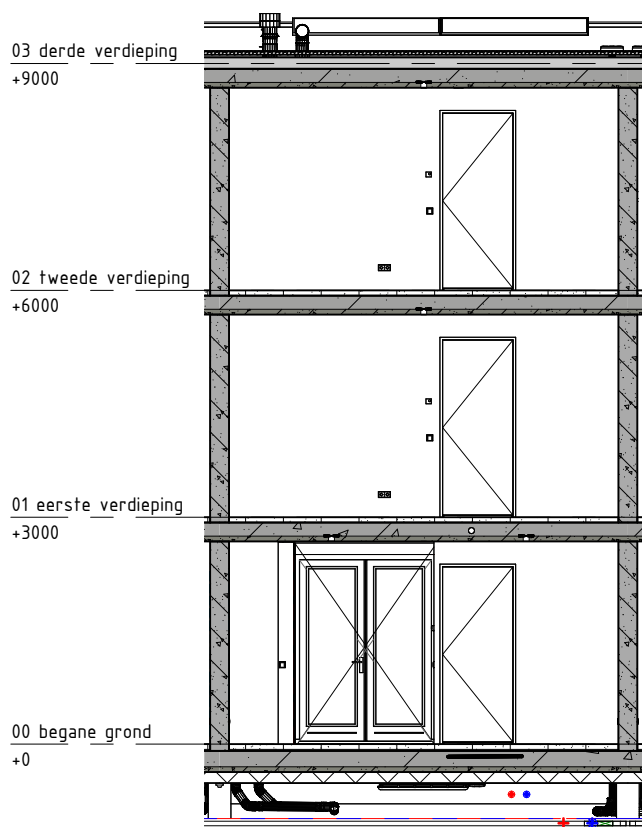 03 derde verdieping
+9000
02 tweede verdieping
+6000
01 eerste verdieping
+3000
00 begane grond
+0